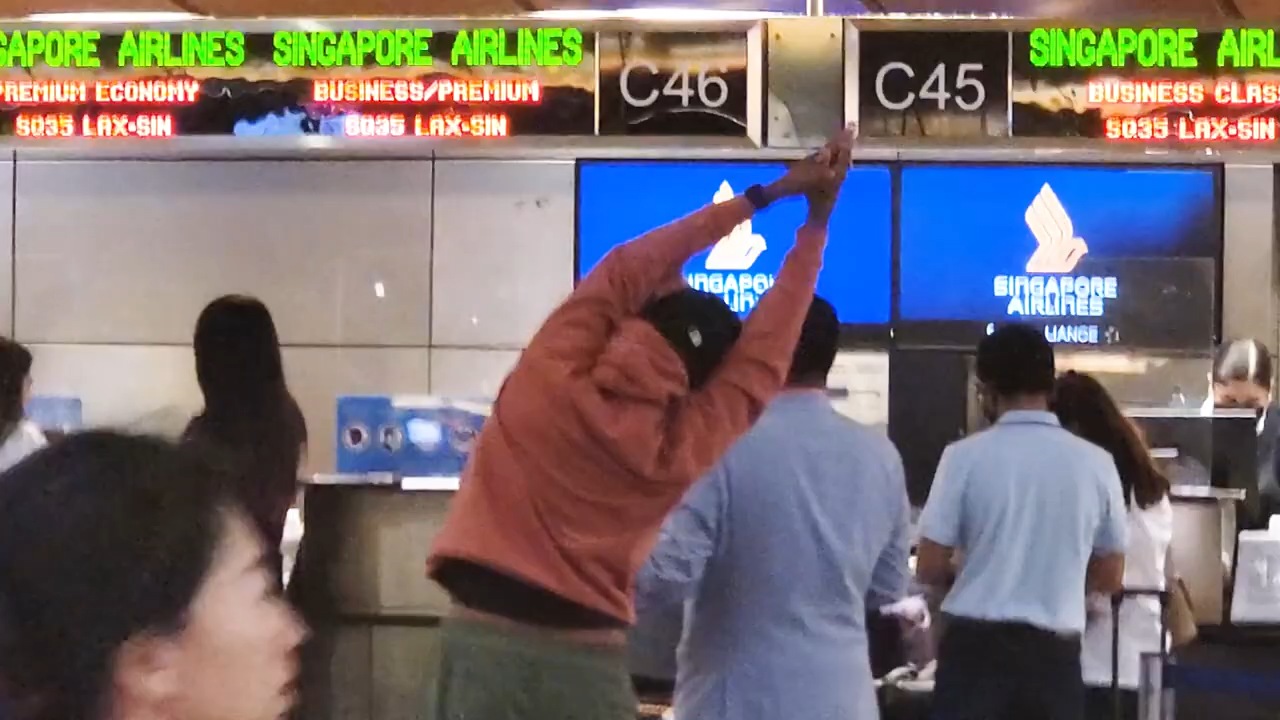 GAPORE AIRLINES
PREMIUM ECONOMY
SQ35 LAX-SIN
SINGAPORE AIRLINES
BUSINESS/PREMIUM
SQ35 LAX-SIN
C46
C45
SINGAPORE AIRL
BUSINESS CLAS
SQ35 LAX-SIN
SINGAPORE
AIRLINES